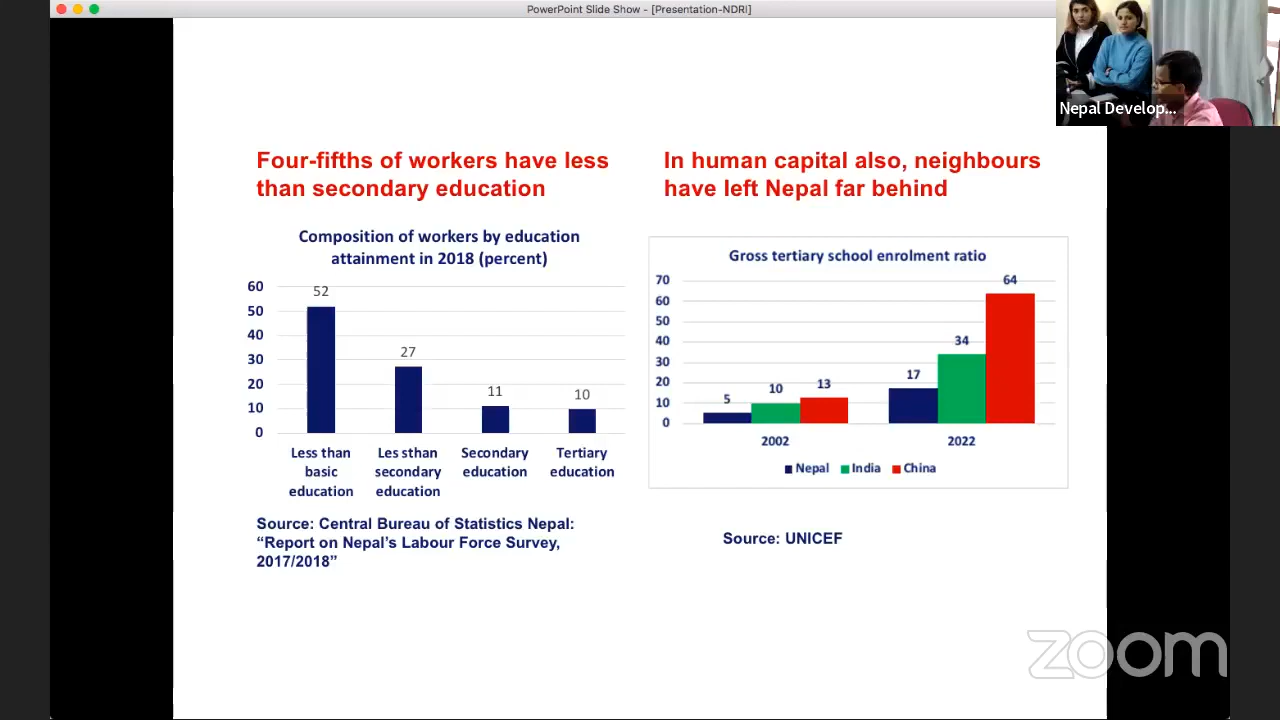 PowerPoint Slide Show - [Presentation-NDRI]
Nepal Develop...
Four-fifths of workers have less
than secondary education
Composition of workers by education
attainment in 2018 (percent)
60
50
40
30
20
10
0
52
27
11
10
Less than
basic
education
Les sthan
secondary
education
Secondary
education
Tertiary
education
Source: Central Bureau of Statistics Nepal:
“Report on Nepal’s Labour Force Survey,
2017/2018”
In human capital also, neighbours
have left Nepal far behind
Gross tertiary school enrolment ratio
70
60
50
40
30
20
10
0
5
10
13
17
34
64
2002
2022
Nepal India China
Source: UNICEF
zoom